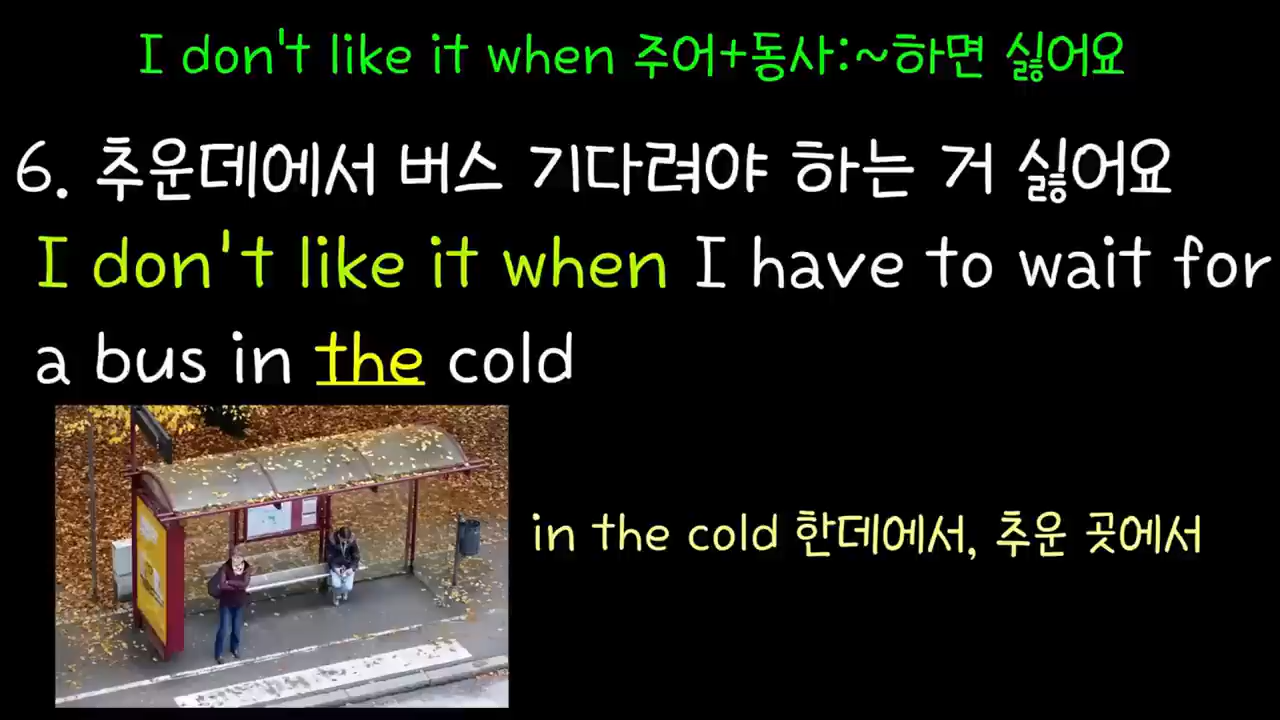 I don't like it when 주어+동사:~하면 싫어요
6. 추운데에서 버스 기다려야 하는 거 싫어요
I don't like it when I have to wait for
a bus in the cold
in the cold 한데에서, 추운 곳에서